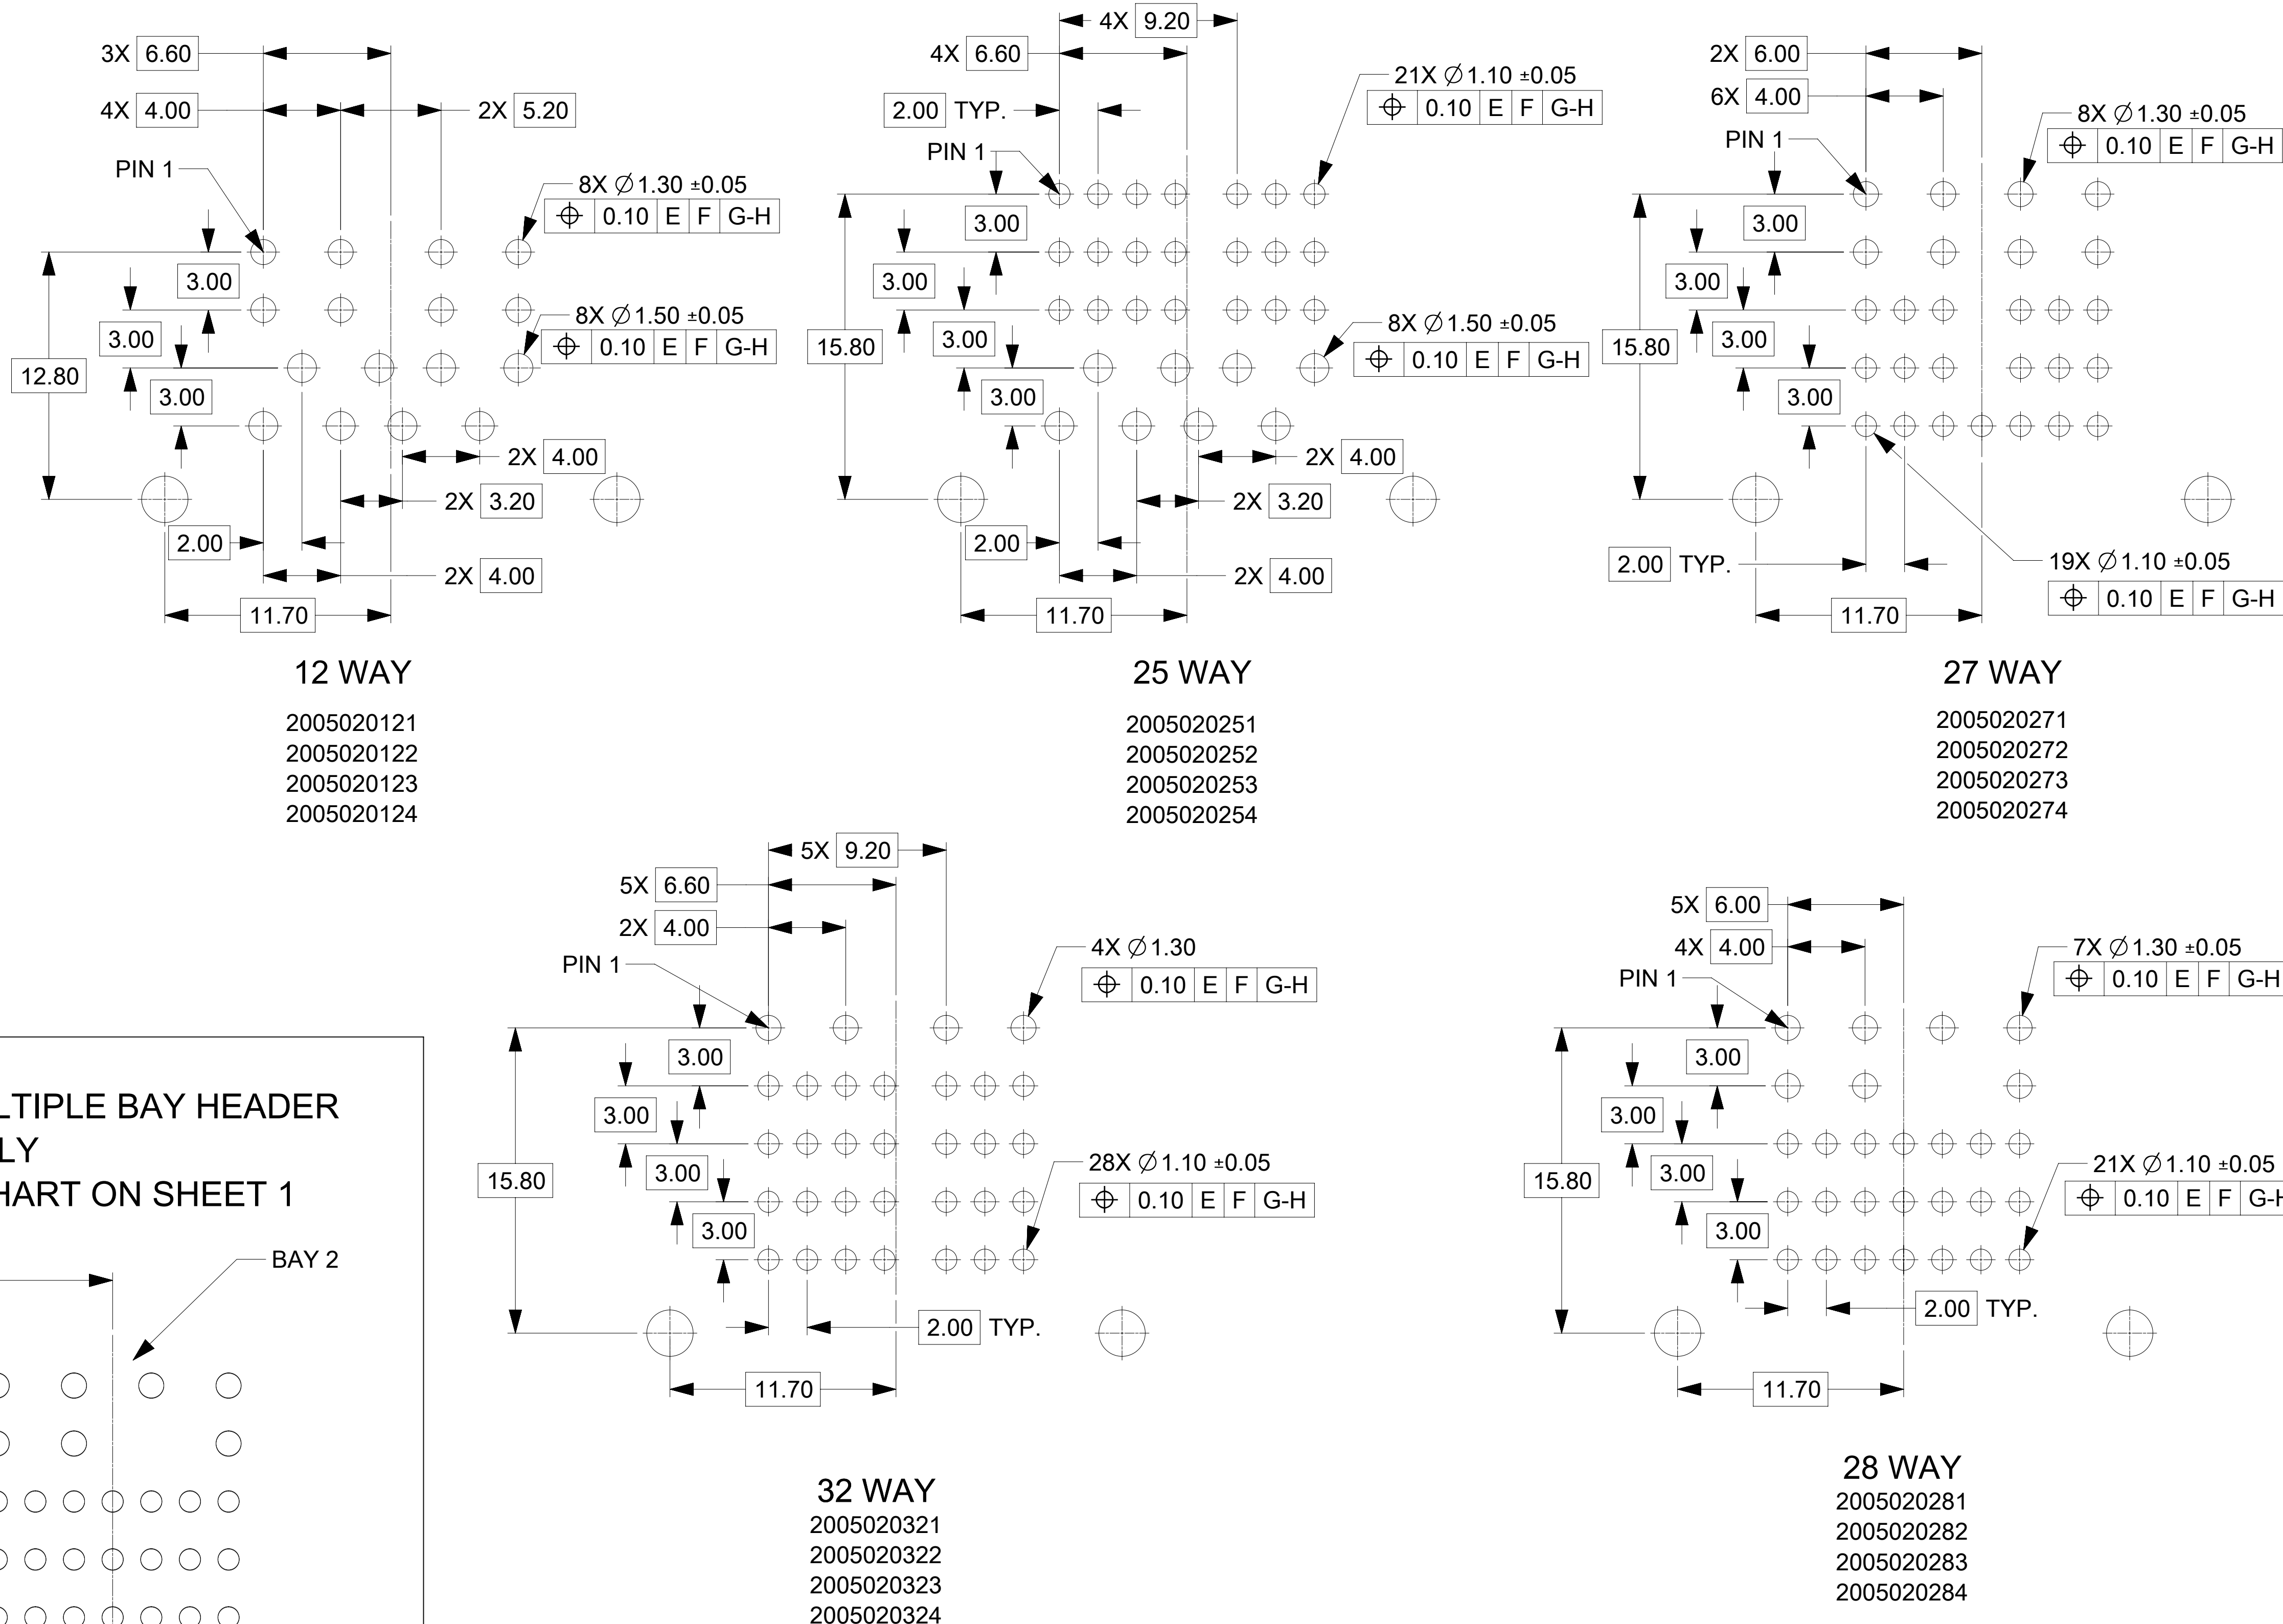 3X 6.60
4X 4.00
2X 5.20
PIN 1
8X ∅1.30 ±0.05
⌖ 0.10 E F G-H
3.00
8X ∅1.50 ±0.05
⌖ 0.10 E F G-H
3.00
12.80
3.00
2X 4.00
2X 3.20
2.00
2X 4.00
11.70
12 WAY
2005020121
2005020122
2005020123
2005020124
4X 9.20
4X 6.60
21X ∅1.10 ±0.05
⌖ 0.10 E F G-H
2.00 TYP.
PIN 1
3.00
3.00
8X ∅1.50 ±0.05
⌖ 0.10 E F G-H
15.80
3.00
3.00
2X 4.00
2X 3.20
2.00
2X 4.00
11.70
25 WAY
2005020251
2005020252
2005020253
2005020254
2X 6.00
6X 4.00
8X ∅1.30 ±0.05
⌖ 0.10 E F G-H
PIN 1
3.00
3.00
15.80
3.00
3.00
2.00 TYP.
19X ∅1.10 ±0.05
⌖ 0.10 E F G-H
11.70
27 WAY
2005020271
2005020272
2005020273
2005020274
LTIPLE BAY HEADER
LY
HART ON SHEET 1
BAY 2
5X 9.20
5X 6.60
2X 4.00
4X ∅1.30
⌖ 0.10 E F G-H
PIN 1
3.00
3.00
28X ∅1.10 ±0.05
⌖ 0.10 E F G-H
15.80
3.00
3.00
2.00 TYP.
11.70
32 WAY
2005020321
2005020322
2005020323
2005020324
5X 6.00
4X 4.00
7X ∅1.30 ±0.05
⌖ 0.10 E F G-H
PIN 1
3.00
3.00
21X ∅1.10 ±0.05
⌖ 0.10 E F G-H
15.80
3.00
3.00
2.00 TYP.
11.70
28 WAY
2005020281
2005020282
2005020283
2005020284